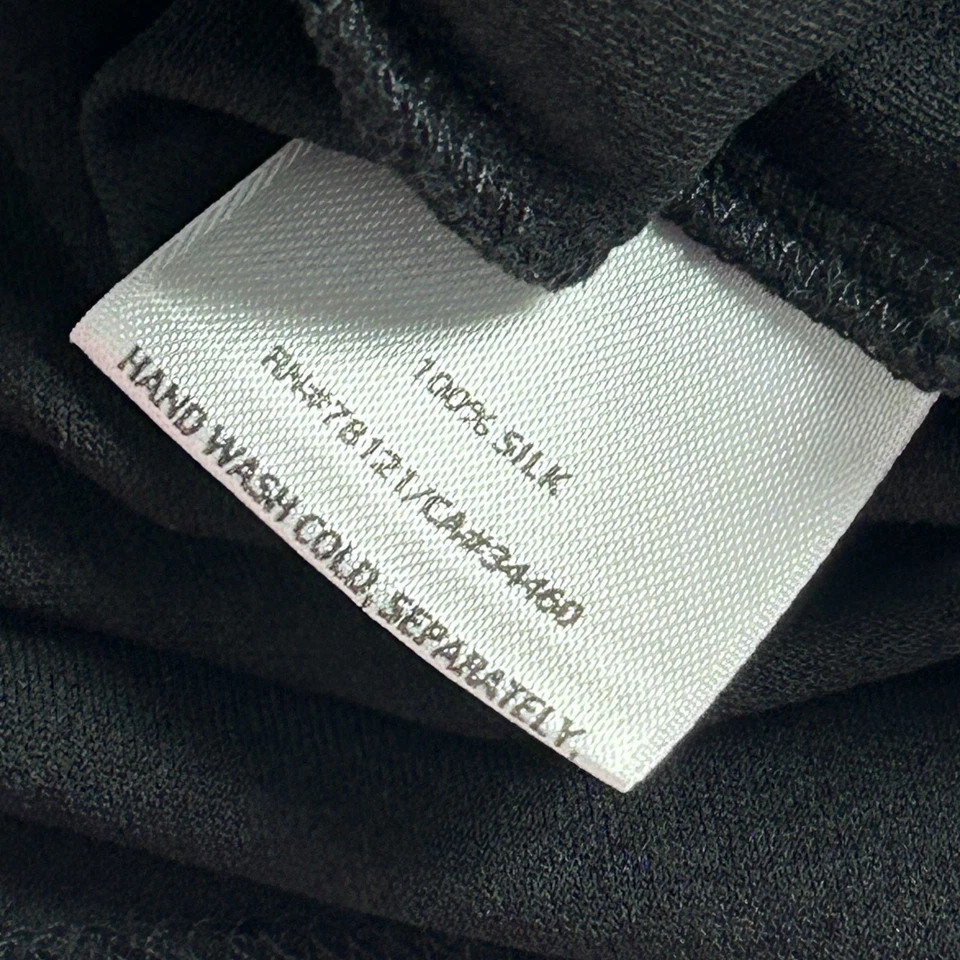 100% SILK
RN#78121/CA#34460
HAND WASH COLD, SEPARATELY,